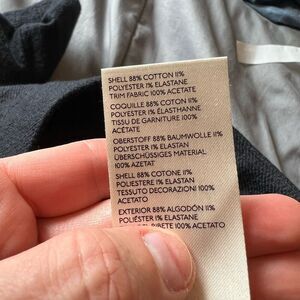 SHELL 88% COTTON 11%
POLYESTER 1% ELASTANE
TRIM FABRIC 100% ACETATE
COQUILLE 88% COTON 11%
POLYESTER 1% ÉLASTHANNE
TISSU DE GARNITURE 100%
ACÉTATE
OBERSTOFF 88% BAUMWOLLE 11%
POLYESTER 1% ELASTAN
ÜBERSCHÜSSIGES MATERIAL
100% AZETAT
SHELL 88% COTONE 11%
POLIESTERE 1% ELASTAN
TESSUTO DECORAZIONI 100%
ACETATO
EXTERIOR 88% ALGODÓN 11%
POLIÉSTER 1% ELASTANE
100% ACETATO